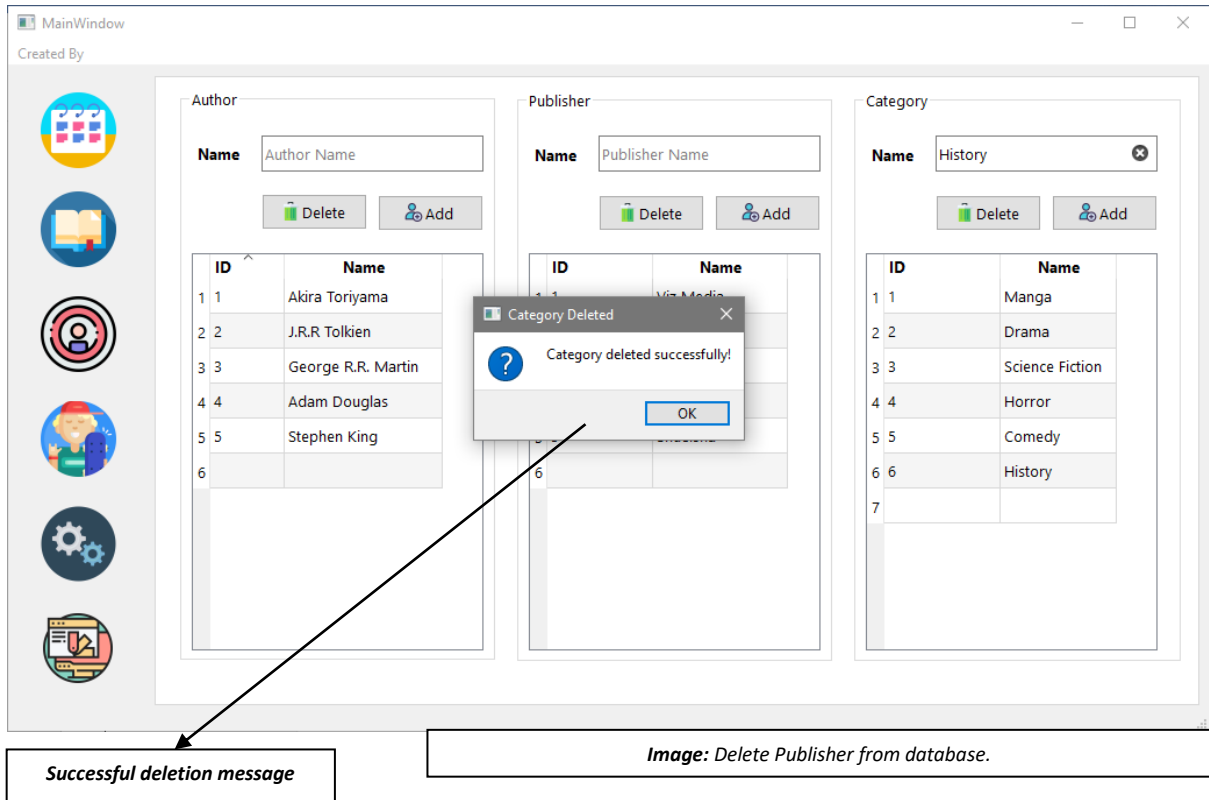 MainWindow
Created By
Author
Publisher
Category
Name
Author Name
Name
Publisher Name
Name
History
Delete
Add
Delete
Add
Delete
Add
ID Name
1 1 Akira Toriyama
2 2 J.R.R Tolkien
3 3 George R.R. Martin
4 4 Adam Douglas
5 5 Stephen King
6
ID Name
6
Category Deleted
Category deleted successfully!
OK
ID Name
1 1 Manga
2 2 Drama
3 3 Science Fiction
4 4 Horror
5 5 Comedy
6 6 History
7
Successful deletion message
Image: Delete Publisher from database.